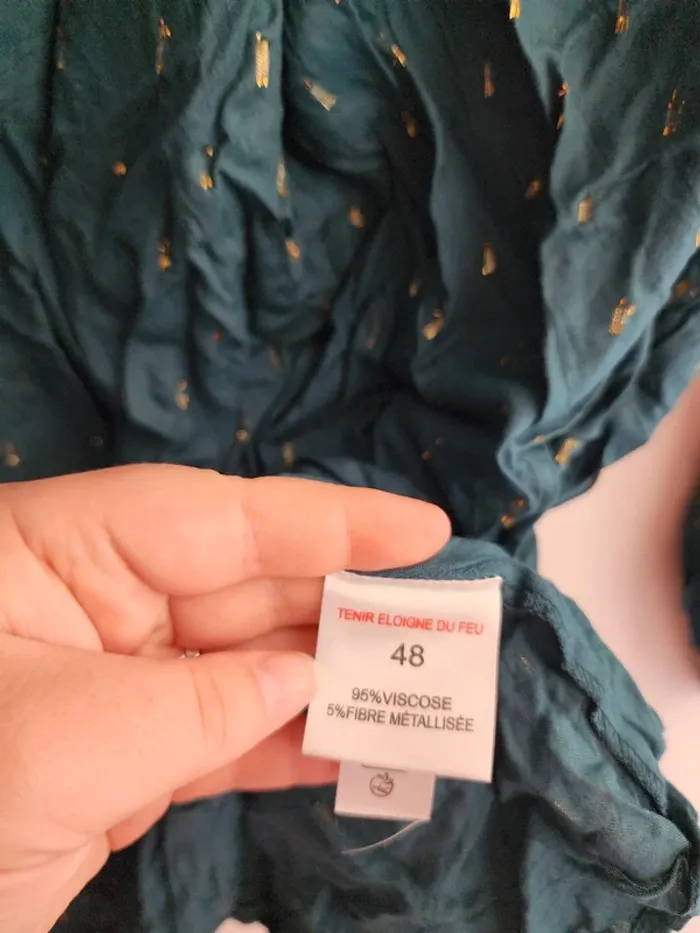 TENIR ELOIGNE DU FEU
48
95%VISCOSE
5%FIBRE MÉTALLISÉE